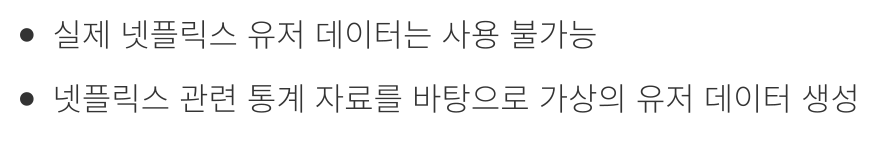 ● 실제 넷플릭스 유저 데이터는 사용 불가능
● 넷플릭스 관련 통계 자료를 바탕으로 가상의 유저 데이터 생성